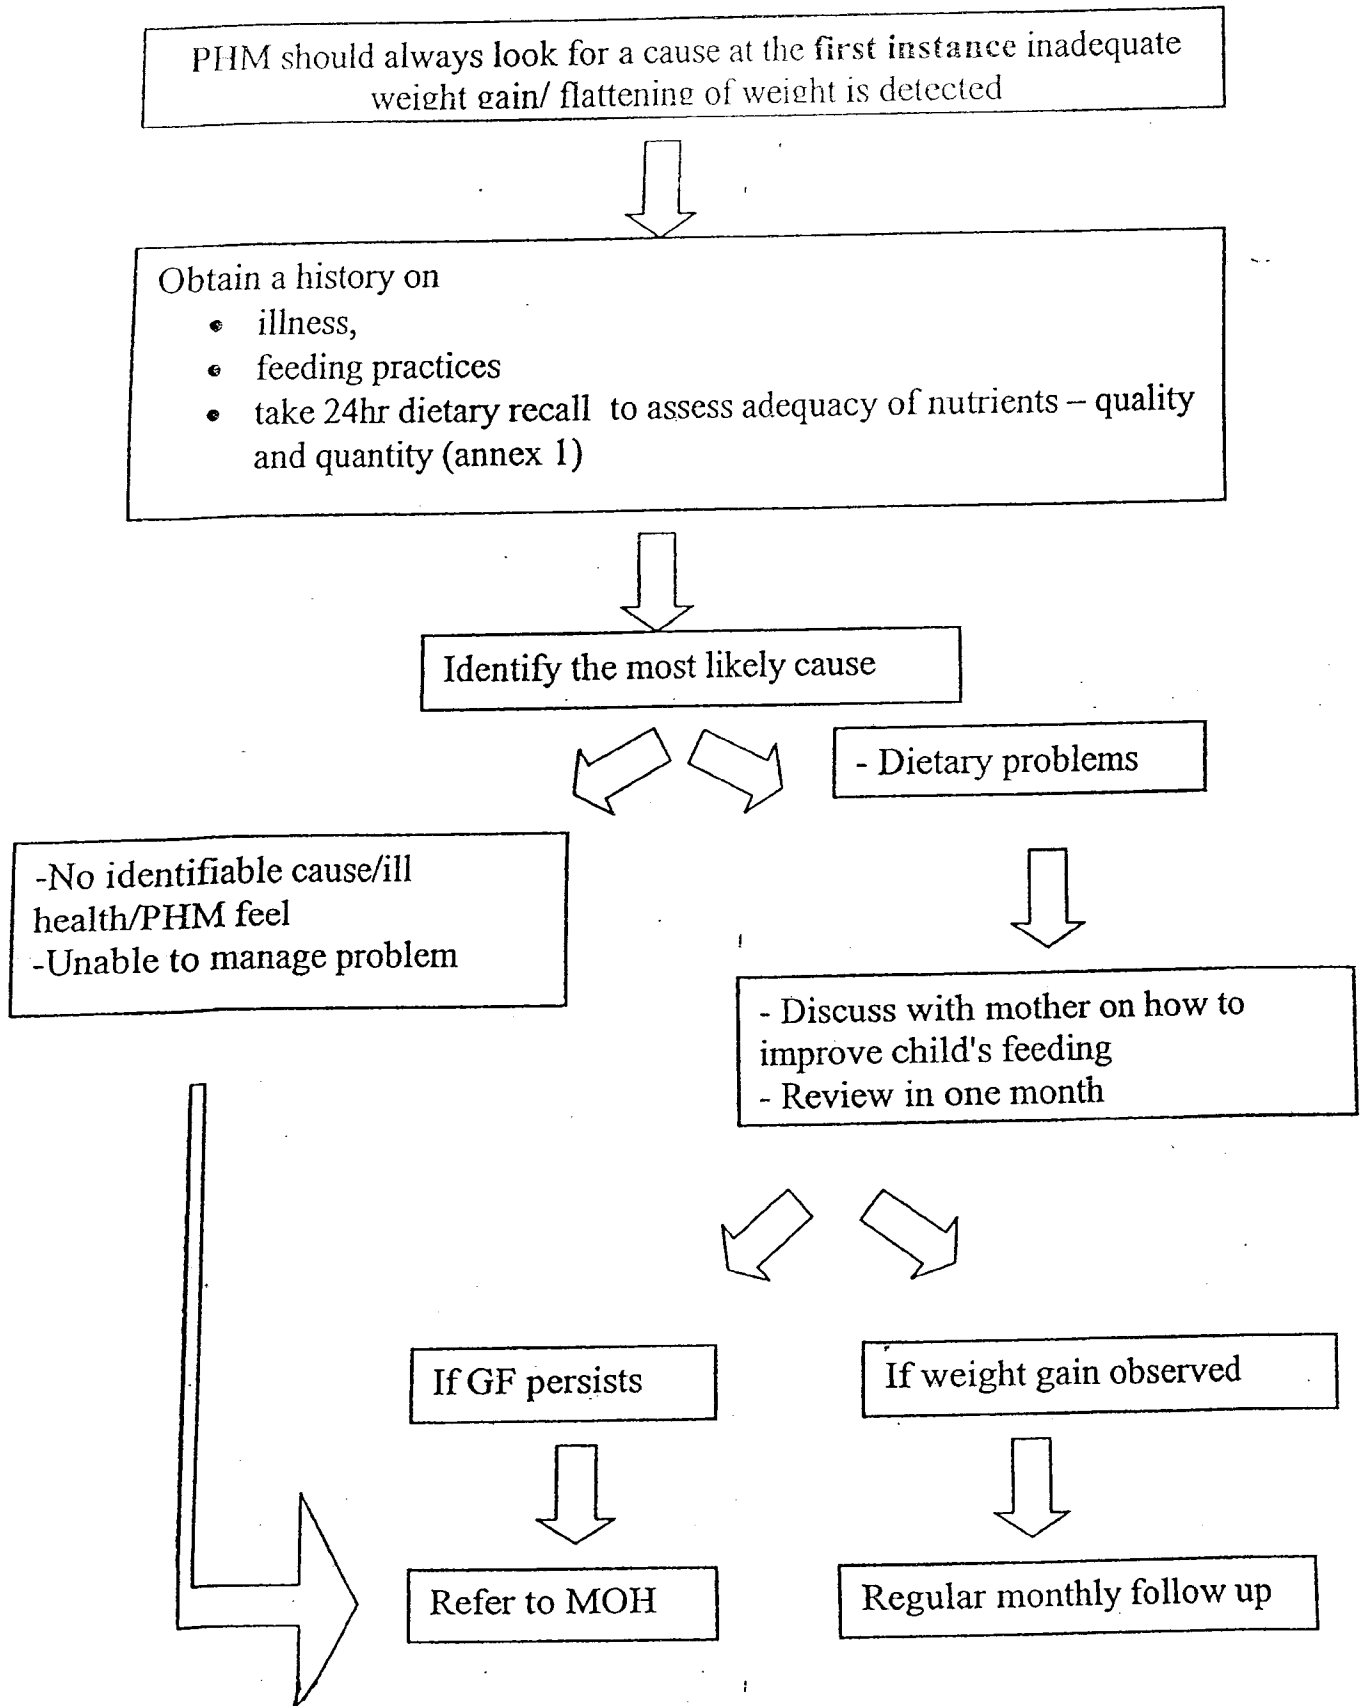 PHM should always look for a cause at the first instance inadequate
weight gain/ flattening of weight is detected
Obtain a history on
• illness,
• feeding practices
• take 24hr dietary recall to assess adequacy of nutrients – quality
and quantity (annex 1)
Identify the most likely cause
- Dietary problems
-No identifiable cause/ill
health/PHM feel
-Unable to manage problem
- Discuss with mother on how to
improve child's feeding
- Review in one month
If GF persists
If weight gain observed
Refer to MOH
Regular monthly follow up